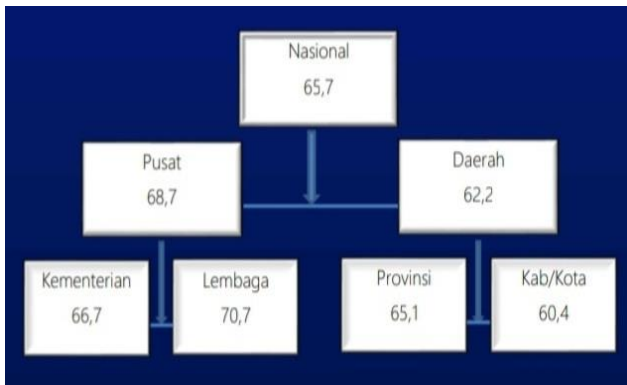 Nasional
65,7
Pusat
68,7
Daerah
62,2
Kementerian
66,7
Lembaga
70,7
Provinsi
65,1
Kab/Kota
60,4